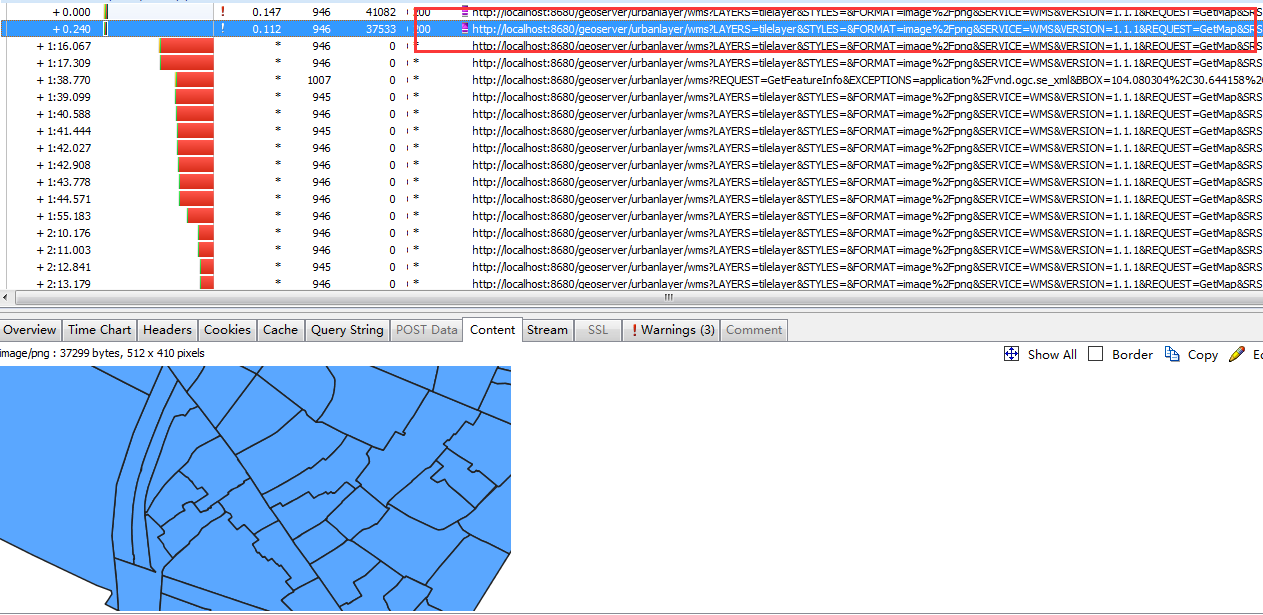 + 0.000 ! 0.147 946 41082 200 http://localhost:8680/geoserver/urbanlayer/wms?LAYERS=tilelayer&STYLES=&FORMAT=image%2Fpng&SERVICE=WMS&VERSION=1.1.1&REQUEST=GetMap&SRS
+ 0.240 ! 0.112 946 37533 200 http://localhost:8680/geoserver/urbanlayer/wms?LAYERS=tilelayer&STYLES=&FORMAT=image%2Fpng&SERVICE=WMS&VERSION=1.1.1&REQUEST=GetMap&SRS
+ 1:16.067 * 946 0 * http://localhost:8680/geoserver/urbanlayer/wms?LAYERS=tilelayer&STYLES=&FORMAT=image%2Fpng&SERVICE=WMS&VERSION=1.1.1&REQUEST=GetMap&SRS
+ 1:17.309 * 946 0 * http://localhost:8680/geoserver/urbanlayer/wms?LAYERS=tilelayer&STYLES=&FORMAT=image%2Fpng&SERVICE=WMS&VERSION=1.1.1&REQUEST=GetMap&SRS
+ 1:38.770 * 1007 0 * http://localhost:8680/geoserver/urbanlayer/wms?REQUEST=GetFeatureInfo&EXCEPTIONS=application%2Fvnd.ogc.se_xml&BBOX=104.080304%2C30.644158%2
+ 1:39.099 * 945 0 * http://localhost:8680/geoserver/urbanlayer/wms?LAYERS=tilelayer&STYLES=&FORMAT=image%2Fpng&SERVICE=WMS&VERSION=1.1.1&REQUEST=GetMap&SRS
+ 1:40.588 * 946 0 * http://localhost:8680/geoserver/urbanlayer/wms?LAYERS=tilelayer&STYLES=&FORMAT=image%2Fpng&SERVICE=WMS&VERSION=1.1.1&REQUEST=GetMap&SRS
+ 1:41.444 * 945 0 * http://localhost:8680/geoserver/urbanlayer/wms?LAYERS=tilelayer&STYLES=&FORMAT=image%2Fpng&SERVICE=WMS&VERSION=1.1.1&REQUEST=GetMap&SRS
+ 1:42.027 * 946 0 * http://localhost:8680/geoserver/urbanlayer/wms?LAYERS=tilelayer&STYLES=&FORMAT=image%2Fpng&SERVICE=WMS&VERSION=1.1.1&REQUEST=GetMap&SRS
+ 1:42.908 * 946 0 * http://localhost:8680/geoserver/urbanlayer/wms?LAYERS=tilelayer&STYLES=&FORMAT=image%2Fpng&SERVICE=WMS&VERSION=1.1.1&REQUEST=GetMap&SRS
+ 1:43.778 * 946 0 * http://localhost:8680/geoserver/urbanlayer/wms?LAYERS=tilelayer&STYLES=&FORMAT=image%2Fpng&SERVICE=WMS&VERSION=1.1.1&REQUEST=GetMap&SRS
+ 1:44.571 * 946 0 * http://localhost:8680/geoserver/urbanlayer/wms?LAYERS=tilelayer&STYLES=&FORMAT=image%2Fpng&SERVICE=WMS&VERSION=1.1.1&REQUEST=GetMap&SRS
+ 1:55.183 * 946 0 * http://localhost:8680/geoserver/urbanlayer/wms?LAYERS=tilelayer&STYLES=&FORMAT=image%2Fpng&SERVICE=WMS&VERSION=1.1.1&REQUEST=GetMap&SRS
+ 2:10.176 * 946 0 * http://localhost:8680/geoserver/urbanlayer/wms?LAYERS=tilelayer&STYLES=&FORMAT=image%2Fpng&SERVICE=WMS&VERSION=1.1.1&REQUEST=GetMap&SRS
+ 2:11.003 * 946 0 * http://localhost:8680/geoserver/urbanlayer/wms?LAYERS=tilelayer&STYLES=&FORMAT=image%2Fpng&SERVICE=WMS&VERSION=1.1.1&REQUEST=GetMap&SRS
+ 2:12.841 * 945 0 * http://localhost:8680/geoserver/urbanlayer/wms?LAYERS=tilelayer&STYLES=&FORMAT=image%2Fpng&SERVICE=WMS&VERSION=1.1.1&REQUEST=GetMap&SRS
+ 2:13.179 * 946 0 * http://localhost:8680/geoserver/urbanlayer/wms?LAYERS=tilelayer&STYLES=&FORMAT=image%2Fpng&SERVICE=WMS&VERSION=1.1.1&REQUEST=GetMap&SRS
Overview Time Chart Headers Cookies Cache Query String POST Data Content Stream SSL ! Warnings (3) Comment
image/png : 37299 bytes, 512 x 410 pixels Show All Border Copy